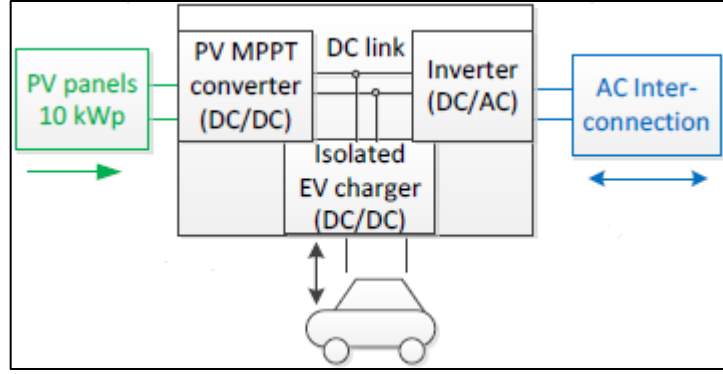 PV panels
10 kWp
PV MPPT
converter
(DC/DC)
DC link
Inverter
(DC/AC)
AC Inter-
connection
Isolated
EV charger
(DC/DC)